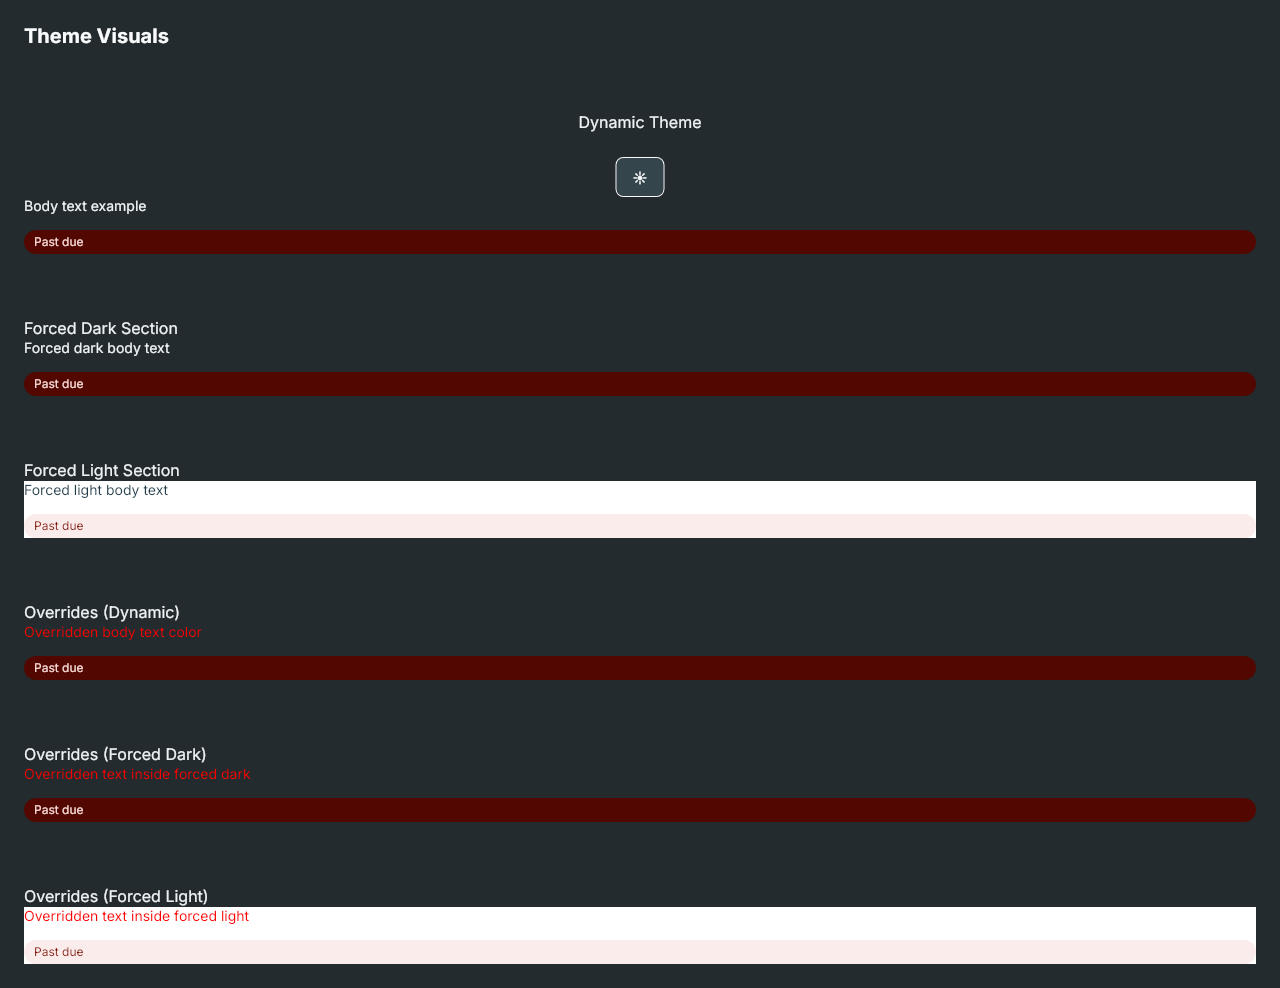 Theme Visuals
Dynamic Theme
Body text example
Past due
Forced Dark Section
Forced dark body text
Past due
Forced Light Section
Forced light body text
Past due
Overrides (Dynamic)
Overridden body text color
Past due
Overrides (Forced Dark)
Overridden text inside forced dark
Past due
Overrides (Forced Light)
Overridden text inside forced light
Past due